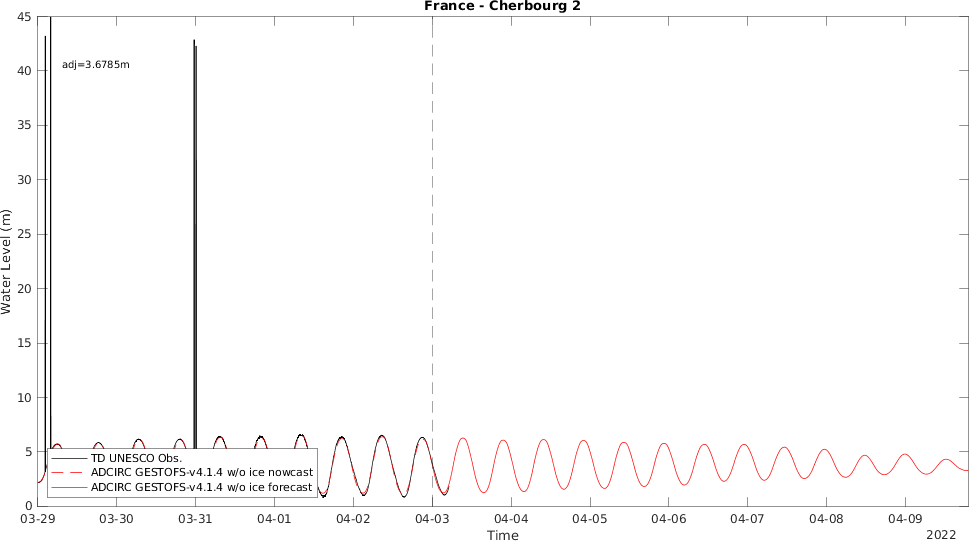 France - Cherbourg 2
adj=3.6785m
45
40
35
30
25
20
15
10
5
0
Water Level (m)
TD UNESCO Obs.
ADCIRC GESTOFS-v4.1.4 w/o ice nowcast
ADCIRC GESTOFS-v4.1.4 w/o ice forecast
03-29 03-30 03-31 04-01 04-02 04-03 04-04 04-05 04-06 04-07 04-08 04-09
Time
2022